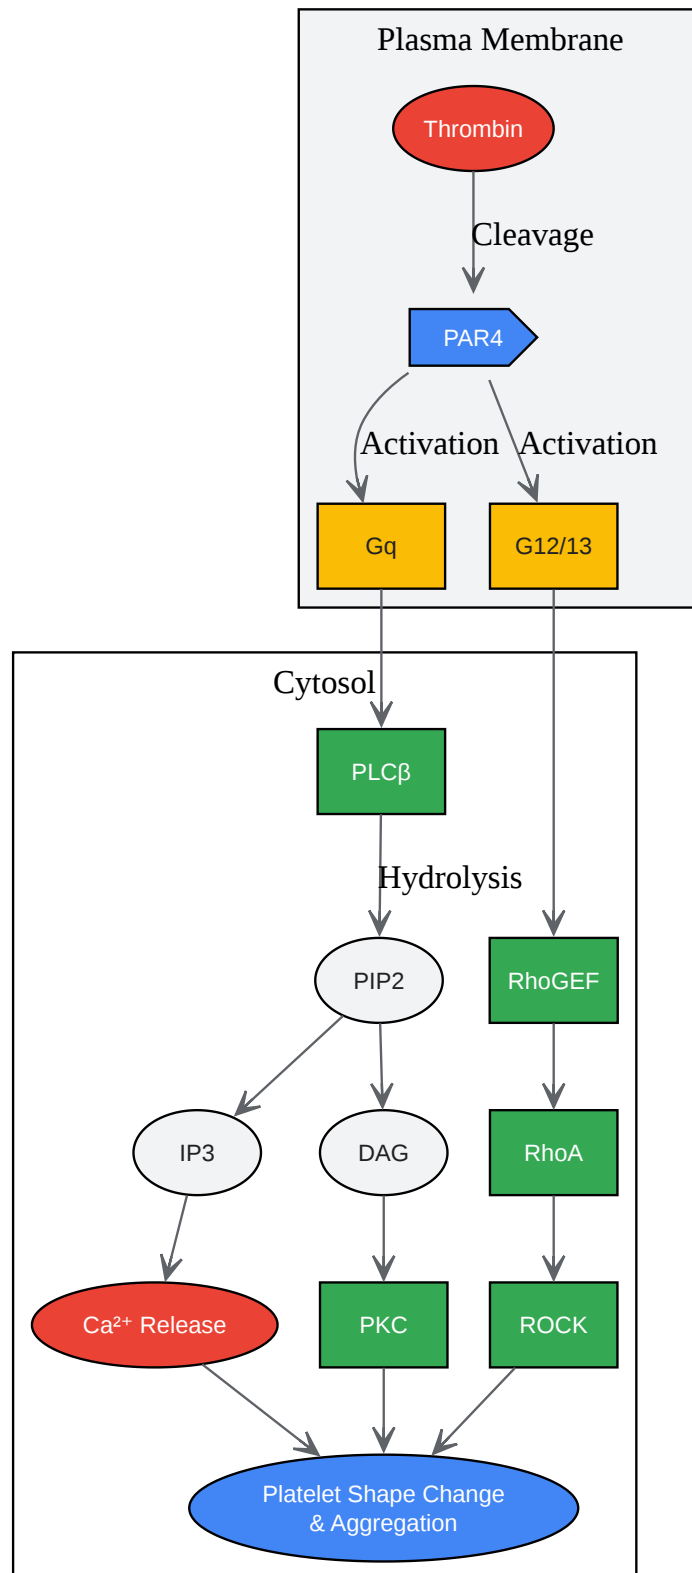 Plasma Membrane
Thrombin
Cleavage
PAR4
Activation
Activation
Gq
G12/13
Cytosol
PLCβ
Hydrolysis
PIP2
RhoGEF
IP3
DAG
RhoA
Ca²⁺ Release
PKC
ROCK
Platelet Shape Change
& Aggregation